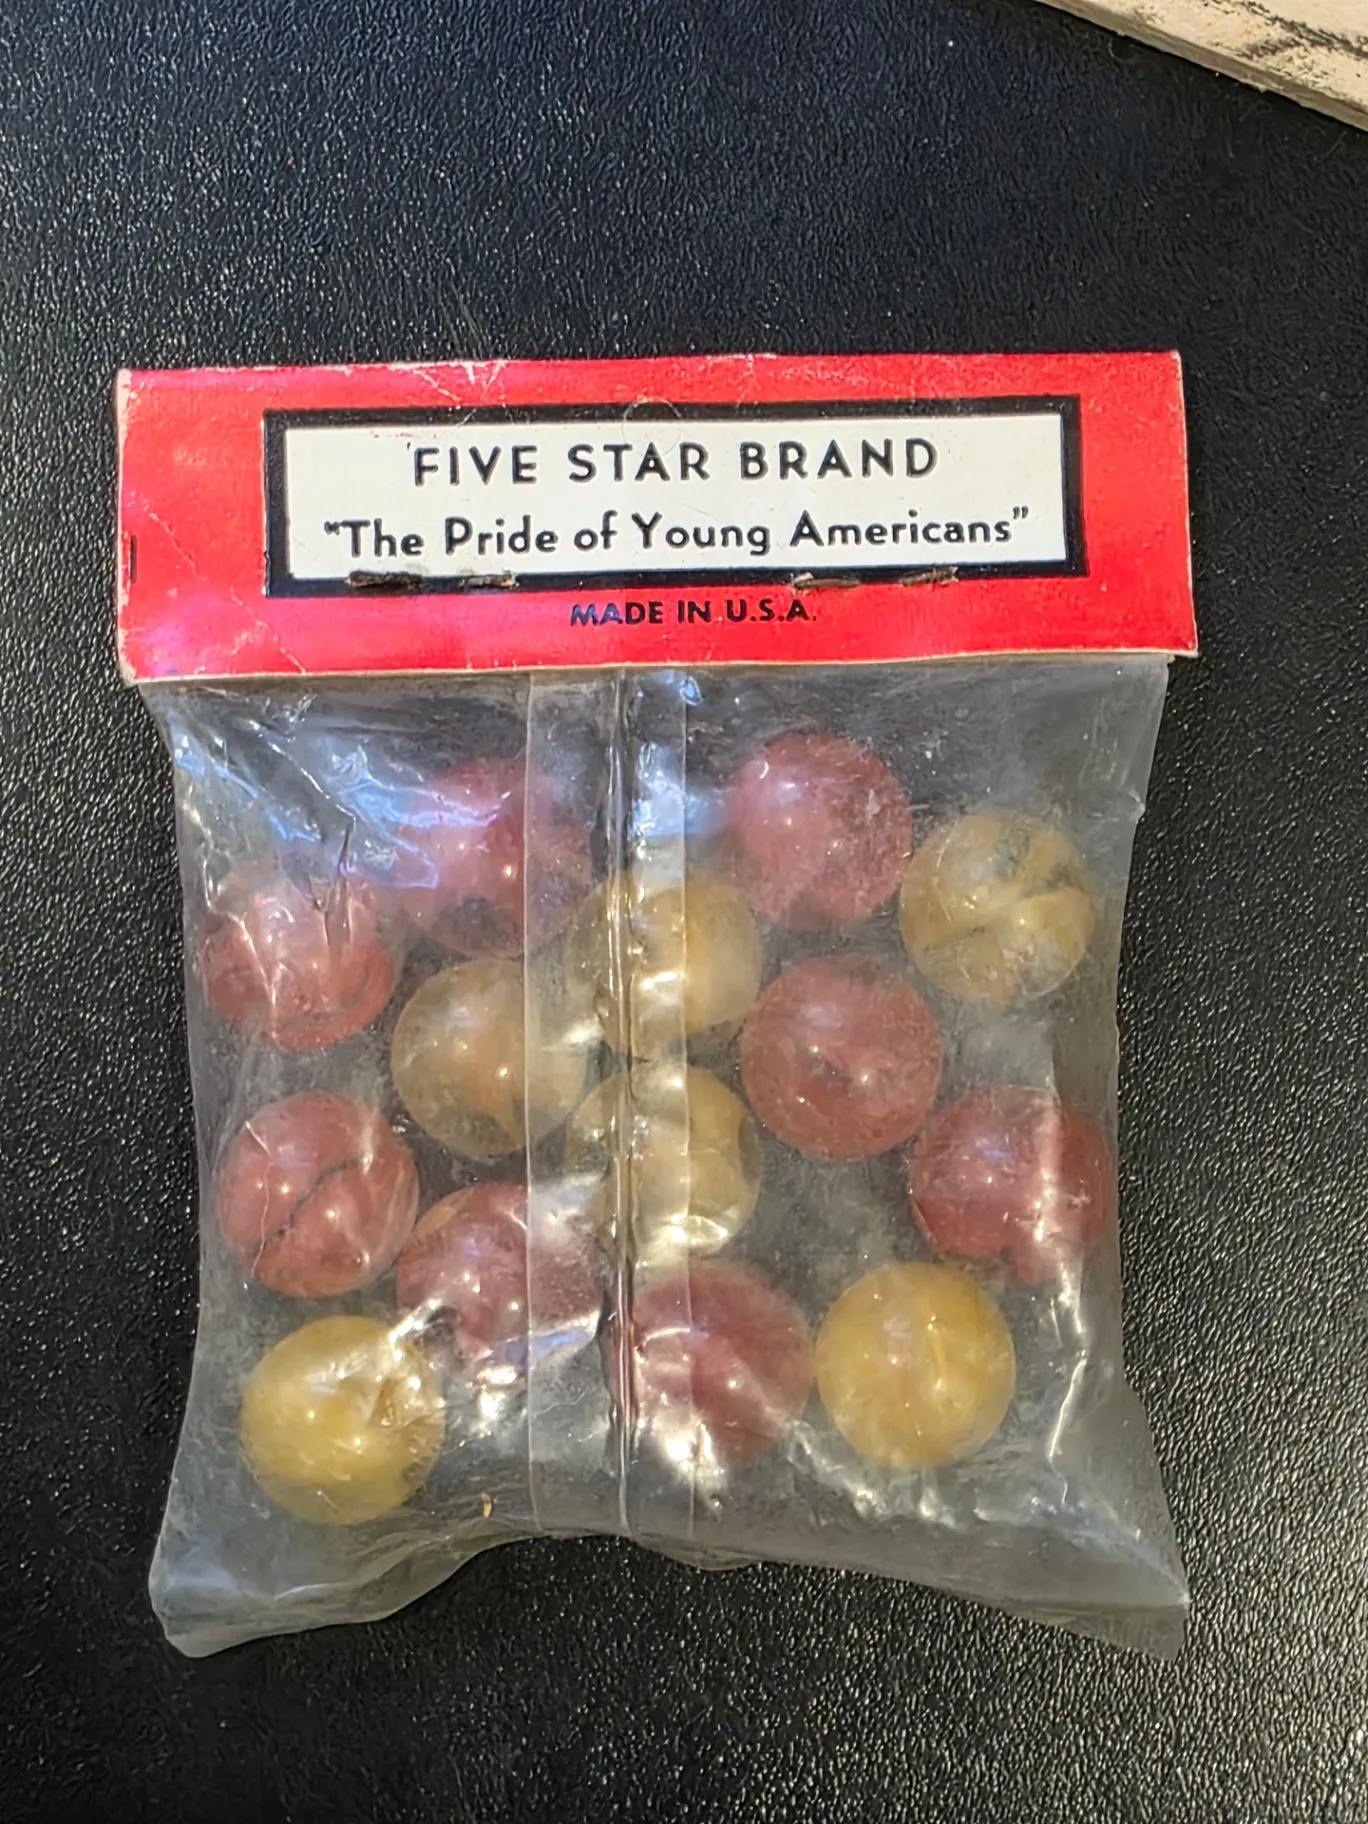 FIVE STAR BRAND
"The Pride of Young Americans"
MADE IN U.S.A.